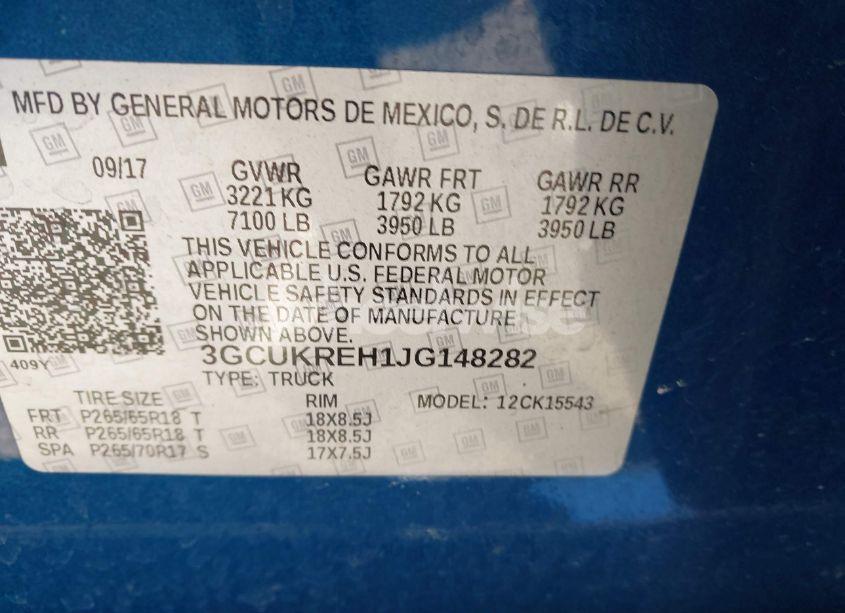 MFD BY GENERAL MOTORS DE MEXICO, S. DE R.L. DE C.V.
09/17 GVWR GAWR FRT GAWR RR
3221 KG 1792 KG 1792 KG
7100 LB 3950 LB 3950 LB
THIS VEHICLE CONFORMS TO ALL
APPLICABLE U.S. FEDERAL MOTOR
VEHICLE SAFETY STANDARDS IN EFFECT
ON THE DATE OF MANUFACTURE
SHOWN ABOVE.
3GCUKREH1JG148282
409Y TYPE: TRUCK
TIRE SIZE RIM MODEL: 12CK15543
FRT P265/65R18 T 18X8.5J
RR P265/65R18 T 18X8.5J
SPA P265/70R17 S 17X7.5J
GM